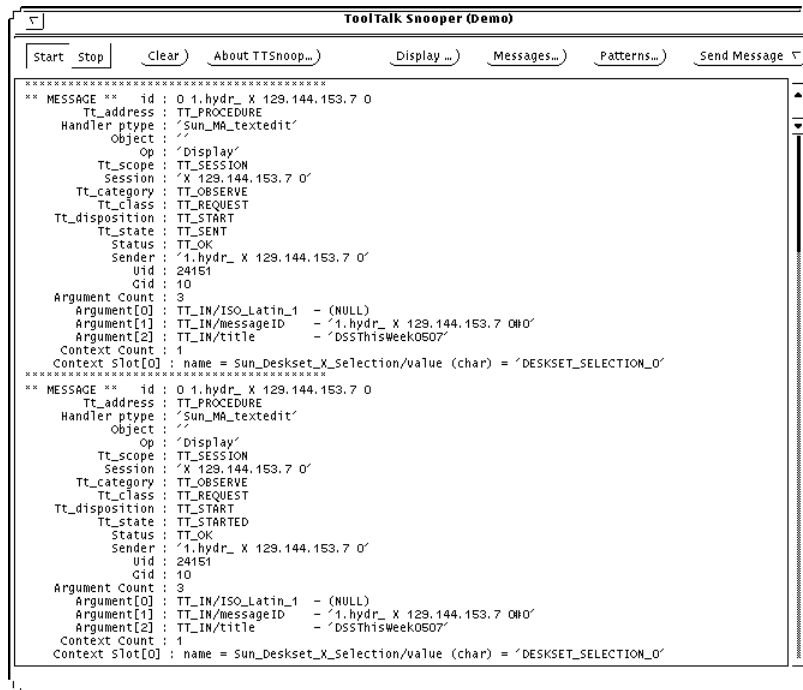 ToolTalk Snooper (Demo)
Start Stop Clear) About TTSnoop...) Display ...) Messages...) Patterns...) Send Message
×××××××××××××××××××××××××××××××××××××××××××
** MESSAGE **   id : 0 1.hydr_ X 129.144.153.7 0
Tt_address : TT_PROCEDURE
Handler ptype : ′Sun_MA_textedit′
Object : ′′
Op : ′Display′
Tt_scope : TT_SESSION
Session : ′X 129.144.153.7 0′
Tt_category : TT_OBSERVE
Tt_class : TT_REQUEST
Tt_disposition : TT_START
Tt_state : TT_SENT
Status : TT_OK
Sender : ′1.hydr_ X 129.144.153.7 0′
Uid : 24151
Gid : 10
Argument Count : 3
Argument[0] : TT_IN/ISO_Latin_1  - (NULL)
Argument[1] : TT_IN/messageID    - ′1.hydr_ X 129.144.153.7 0#0′
Argument[2] : TT_IN/title        - ′DSSThisWeek0507′
Context Count : 1
Context Slot[0] : name = Sun_Deskset_X_Selection/value (char) = ′DESKSET_SELECTION_0′
×××××××××××××××××××××××××××××××××××××××××××
** MESSAGE **   id : 0 1.hydr_ X 129.144.153.7 0
Tt_address : TT_PROCEDURE
Handler ptype : ′Sun_MA_textedit′
Object : ′′
Op : ′Display′
Tt_scope : TT_SESSION
Session : ′X 129.144.153.7 0′
Tt_category : TT_OBSERVE
Tt_class : TT_REQUEST
Tt_disposition : TT_START
Tt_state : TT_STARTED
Status : TT_OK
Sender : ′1.hydr_ X 129.144.153.7 0′
Uid : 24151
Gid : 10
Argument Count : 3
Argument[0] : TT_IN/ISO_Latin_1  - (NULL)
Argument[1] : TT_IN/messageID    - ′1.hydr_ X 129.144.153.7 0#0′
Argument[2] : TT_IN/title        - ′DSSThisWeek0507′
Context Count : 1
Context Slot[0] : name = Sun_Deskset_X_Selection/value (char) = ′DESKSET_SELECTION_0′